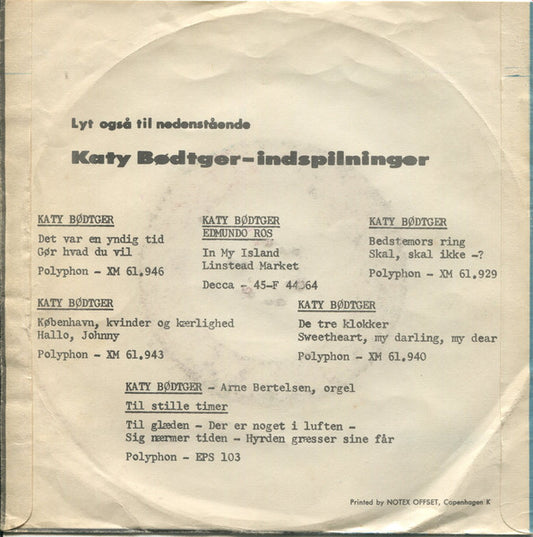 Lyt også til nedenstående
Katy Bødtger-indspilninger
KATY BØDTGER
Det var en yndig tid
Gør hvad du vil
Polyphon - XM 61.946
KATY BØDTGER
EDMUNDO ROS
In My Island
Linstead Market
Decca - 45-F 44064
KATY BØDTGER
Bedstemors ring
Skal, skal ikke -?
Polyphon - XM 61.929
KATY BØDTGER
København, kvinder og kærlighed
Hallo, Johnny
Polyphon - XM 61.943
KATY BØDTGER
De tre klokker
Sweetheart, my darling, my dear
Polyphon - XM 61.940
KATY BØDTGER - Arne Bertelsen, orgel
Til stille timer
Til glæden - Der er noget i luften -
Sig nærmer tiden - Hyrden græsser sine får
Polyphon - EPS 103
Printed by NOTEX OFFSET, Copenhagen K